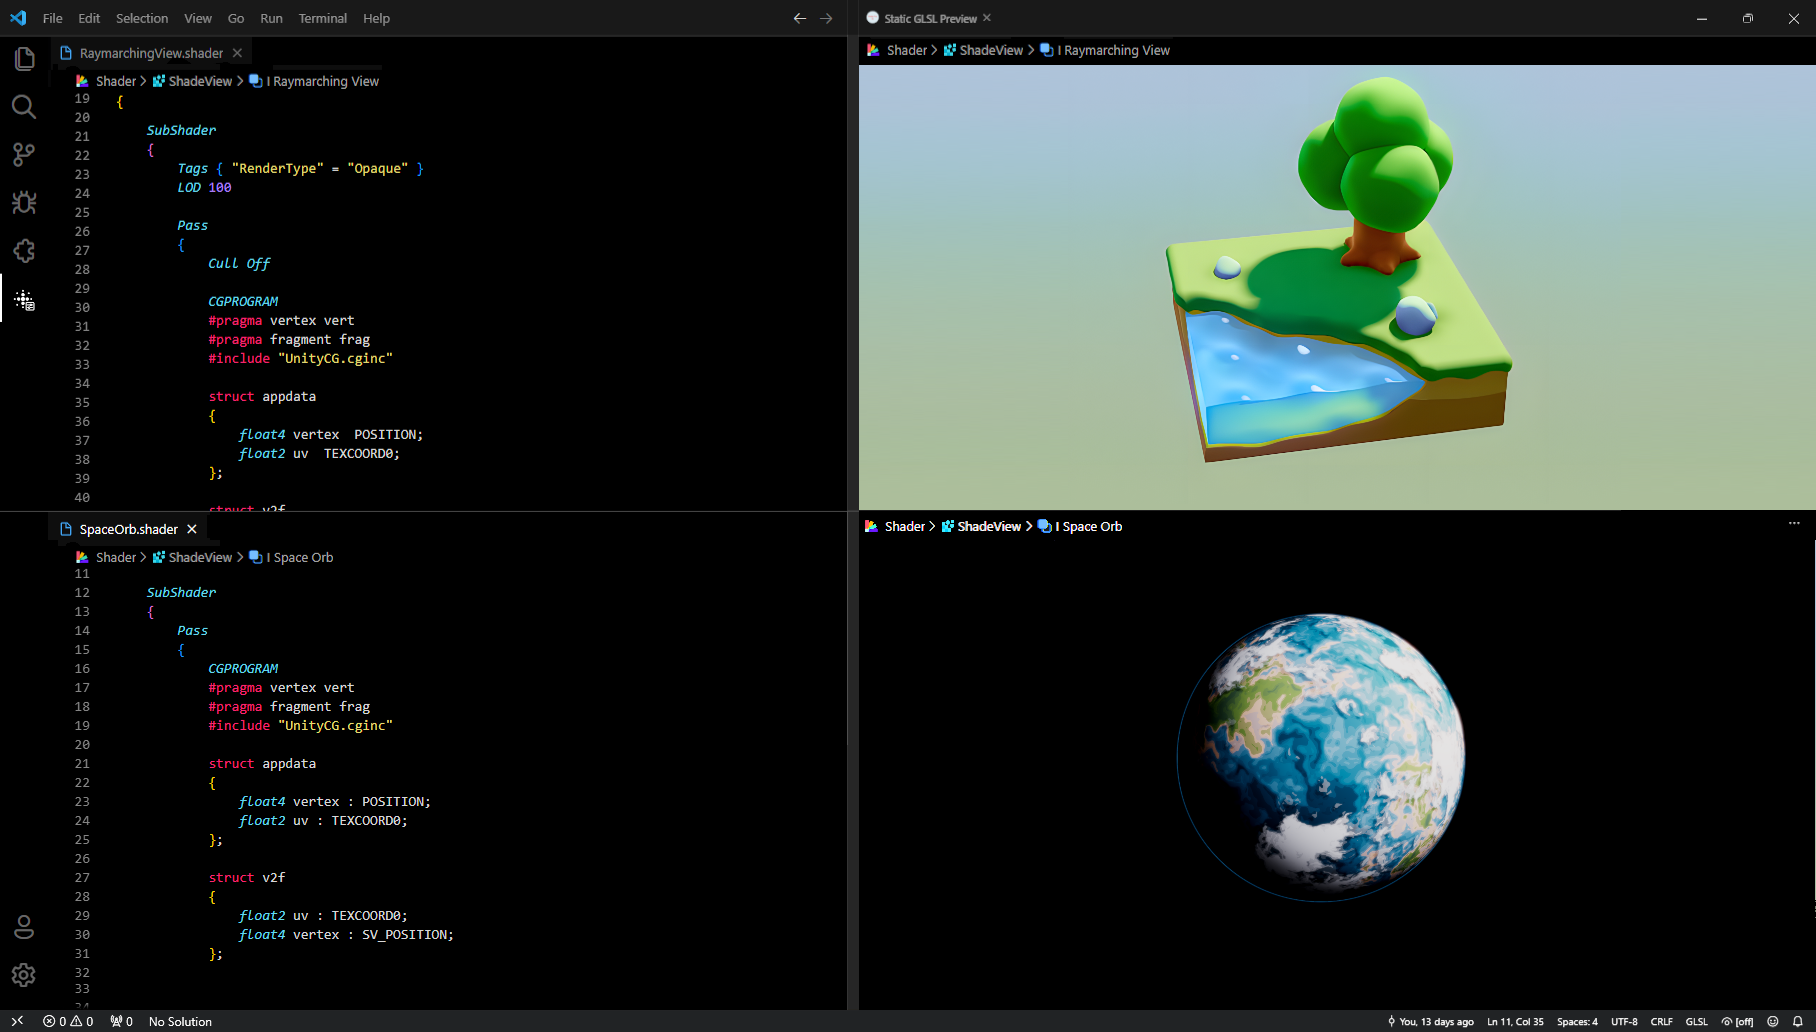 File Edit Selection View Go Run Terminal Help
RaymarchingView.shader
Shader > ShadeView > I Raymarching View
19 {
20
21 SubShader
22 {
23 Tags { "RenderType" = "Opaque" }
24 LOD 100
25
26 Pass
27 {
28 Cull Off
29
30 CGPROGRAM
31 #pragma vertex vert
32 #pragma fragment frag
33 #include "UnityCG.cginc"
34
35 struct appdata
36 {
37 float4 vertex  POSITION;
38 float2 uv  TEXCOORD0;
39 };
40
struct v2f
Static GLSL Preview
Shader > ShadeView > I Raymarching View
SpaceOrb.shader
Shader > ShadeView > I Space Orb
11
12 SubShader
13 {
14 Pass
15 {
16 CGPROGRAM
17 #pragma vertex vert
18 #pragma fragment frag
19 #include "UnityCG.cginc"
20
21 struct appdata
22 {
23 float4 vertex : POSITION;
24 float2 uv : TEXCOORD0;
25 };
26
27 struct v2f
28 {
29 float2 uv : TEXCOORD0;
30 float4 vertex : SV_POSITION;
31 };
32
33
34
Shader > ShadeView > I Space Orb
0 0 0 No Solution
You, 13 days ago Ln 11, Col 35 Spaces: 4 UTF-8 CRLF GLSL [off]